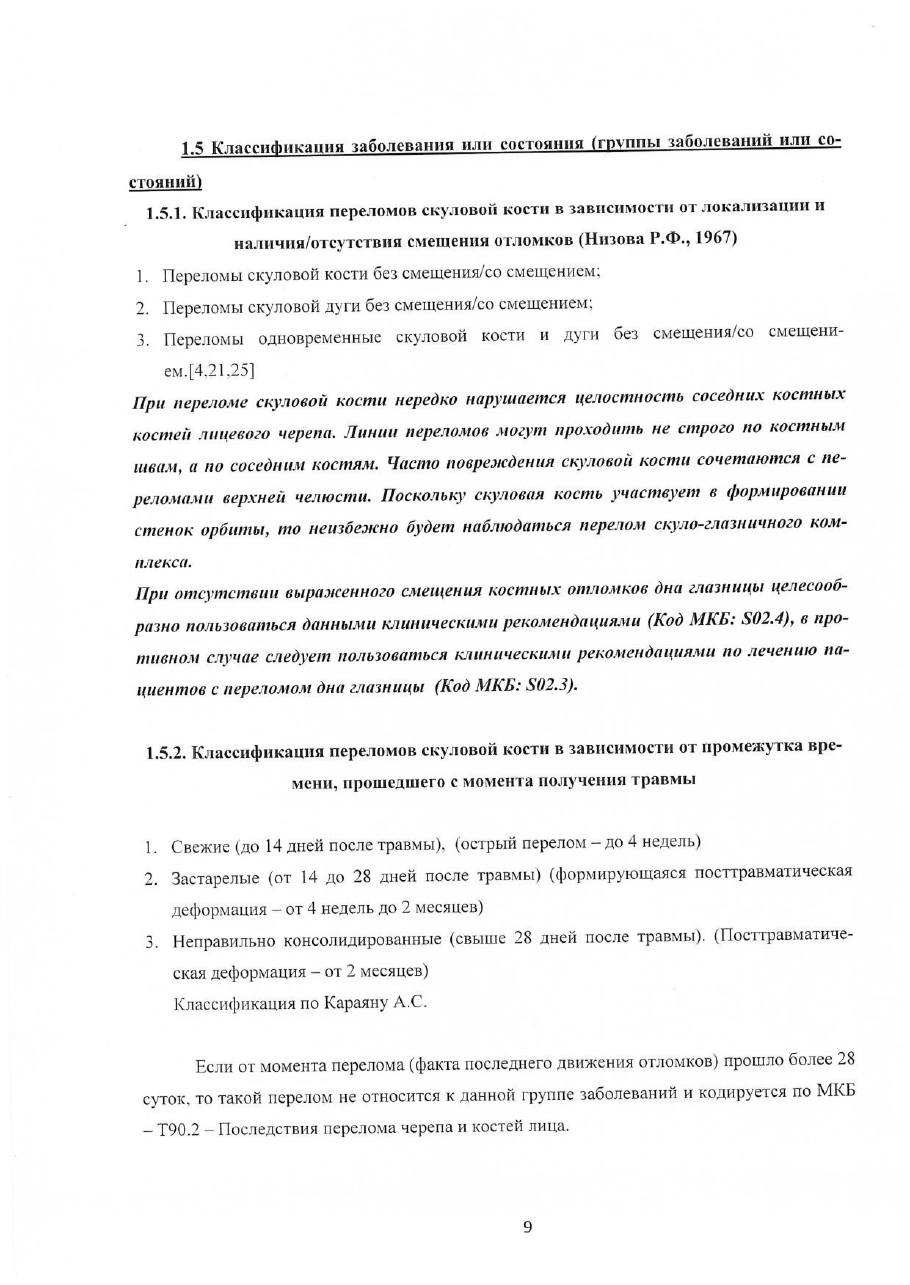 1.5 Классификация заболевания или состояния (группы заболеваний или со-
стояний)
1.5.1. Классификация переломов скуловой кости в зависимости от локализации и
наличия/отсутствия смещения отломков (Низова Р.Ф., 1967)
1. Переломы скуловой кости без смещения/со смещением;
2. Переломы скуловой дуги без смещения/со смещением;
3. Переломы одновременные скуловой кости и дуги без смещения/со смещени-
ем.[4,21,25]
При переломе скуловой кости нередко нарушается целостность соседних костных
костей лицевого черепа. Линии переломов могут проходить не строго по костным
швам, а по соседним костям. Часто повреждения скуловой кости сочетаются с пе-
реломами верхней челюсти. Поскольку скуловая кость участвует в формировании
стенок орбиты, то неизбежно будет наблюдаться перелом скуло-глазничного ком-
плекса.
При отсутствии выраженного смещения костных отломков дна глазницы целесооб-
разно пользоваться данными клиническими рекомендациями (Код МКБ: S02.4), в про-
тивном случае следует пользоваться клиническими рекомендациями по лечению па-
циентов с переломом дна глазницы (Код МКБ: S02.3).
1.5.2. Классификация переломов скуловой кости в зависимости от промежутка вре-
мени, прошедшего с момента получения травмы
1. Свежие (до 14 дней после травмы), (острый перелом – до 4 недель)
2. Застарелые (от 14 до 28 дней после травмы) (формирующаяся посттравматическая
деформация – от 4 недель до 2 месяцев)
3. Неправильно консолидированные (свыше 28 дней после травмы). (Посттравматиче-
ская деформация – от 2 месяцев)
Классификация по Караяну А.С.
Если от момента перелома (факта последнего движения отломков) прошло более 28
суток, то такой перелом не относится к данной группе заболеваний и кодируется по МКБ
– Т90.2 – Последствия перелома черепа и костей лица.
9